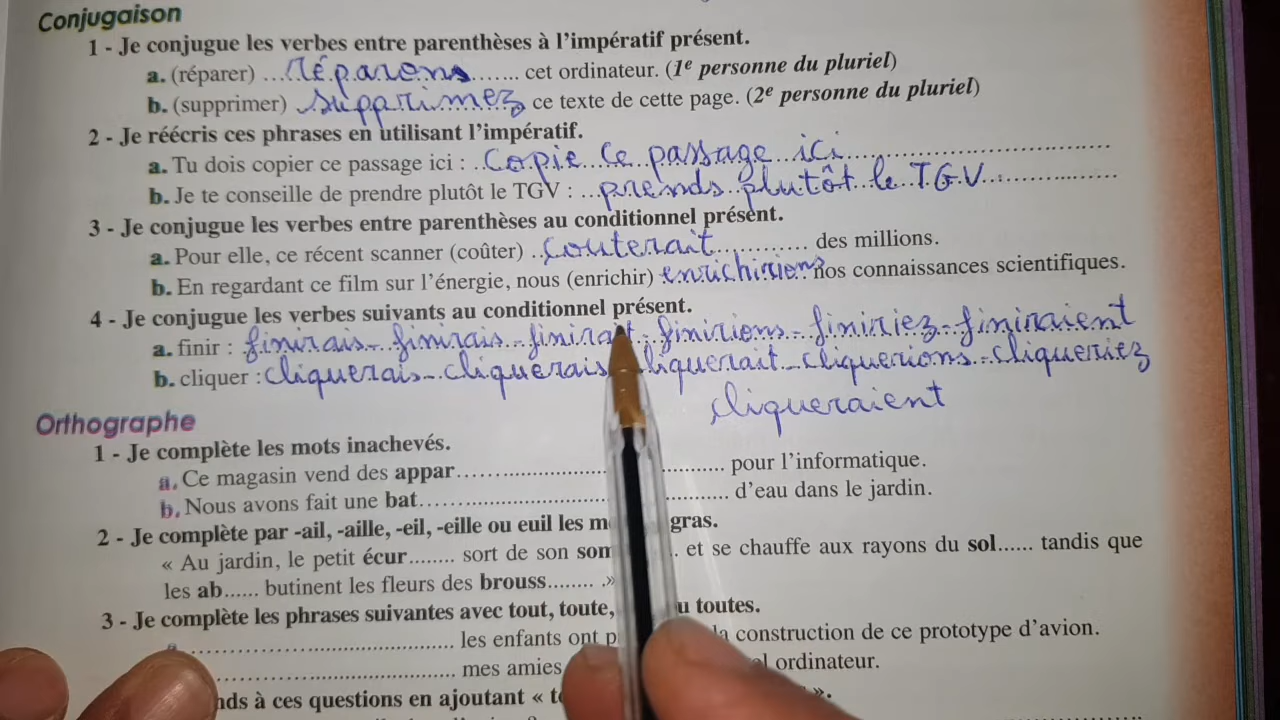 Conjugaison
1 - Je conjugue les verbes entre parenthèses à l'impératif présent.
a. (réparer) ... réparons ....... cet ordinateur. (1e personne du pluriel)
b. (supprimer) supprimez ce texte de cette page. (2e personne du pluriel)
2 - Je réécris ces phrases en utilisant l'impératif.
a. Tu dois copier ce passage ici : .. copie ce passage ici ...........
b. Je te conseille de prendre plutôt le TGV : ... prends plutôt le T.G.V ...........
3 - Je conjugue les verbes entre parenthèses au conditionnel présent.
a. Pour elle, ce récent scanner (coûter) .. couterait ............ des millions.
b. En regardant ce film sur l'énergie, nous (enrichir) enrichirions nos connaissances scientifiques.
4 - Je conjugue les verbes suivants au conditionnel présent.
a. finir : finirais - finirais - finirait - finirions - finiriez - finiraient
b. cliquer : cliquerais - cliquerais cliquerait - cliquerions - cliqueriez
cliqueraient
Orthographe
1 - Je complète les mots inachevés.
a. Ce magasin vend des appar........................ pour l'informatique.
b. Nous avons fait une bat........................ d'eau dans le jardin.
2 - Je complète par -ail, -aille, -eil, -eille ou euil les m gras.
« Au jardin, le petit écur........ sort de son som . et se chauffe aux rayons du sol...... tandis que
les ab...... butinent les fleurs des brouss........ .»
3 - Je complète les phrases suivantes avec tout, toute, u toutes.
a. .................................... les enfants ont p la construction de ce prototype d'avion.
.................................... mes amies el ordinateur.
nds à ces questions en ajoutant « t ».